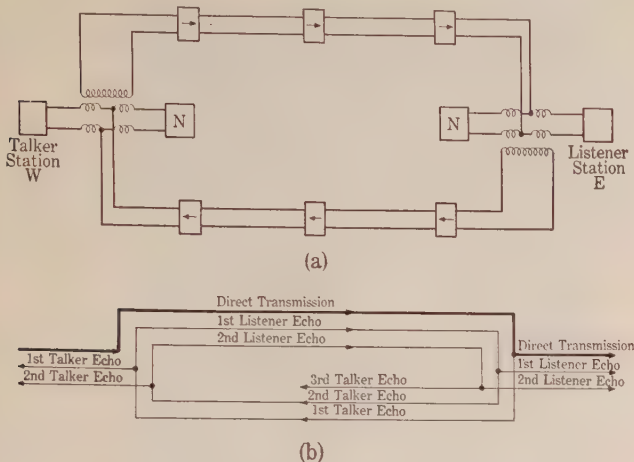 N
N
Talker
Station
W
Listener
Station
E
(a)
Direct Transmission
1st Listener Echo
2nd Listener Echo
Direct Transmission
1st Talker Echo
1st Listener Echo
2nd Talker Echo
3rd Talker Echo
2nd Listener Echo
2nd Talker Echo
1st Talker Echo
(b)